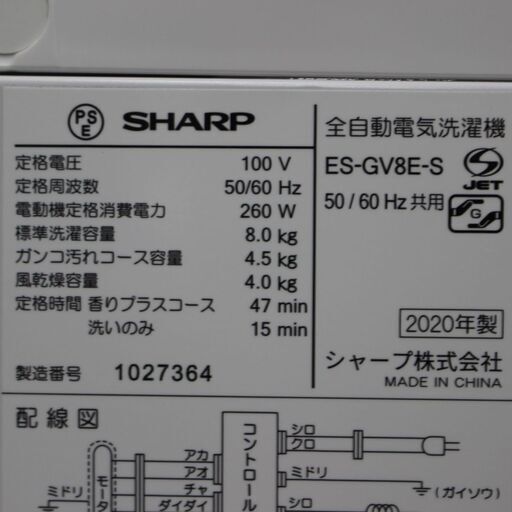 PSE SHARP
定格電圧 100 V
定格周波数 50/60 Hz
電動機定格消費電力 260 W
標準洗濯容量 8.0 kg
ガンコ汚れコース容量 4.5 kg
風乾燥容量 4.0 kg
定格時間 香りプラスコース 47 min
洗いのみ 15 min
製造番号 1027364
全自動電気洗濯機
ES-GV8E-S
JET
50/60 Hz 共用
G
2020年製
シャープ株式会社
MADE IN CHINA
配線図
アカ
アオ
チャ
ダイダイ
ミドリ
モータ
コントロール
シロ
クロ
ミドリ
(ガイソウ)
シロ